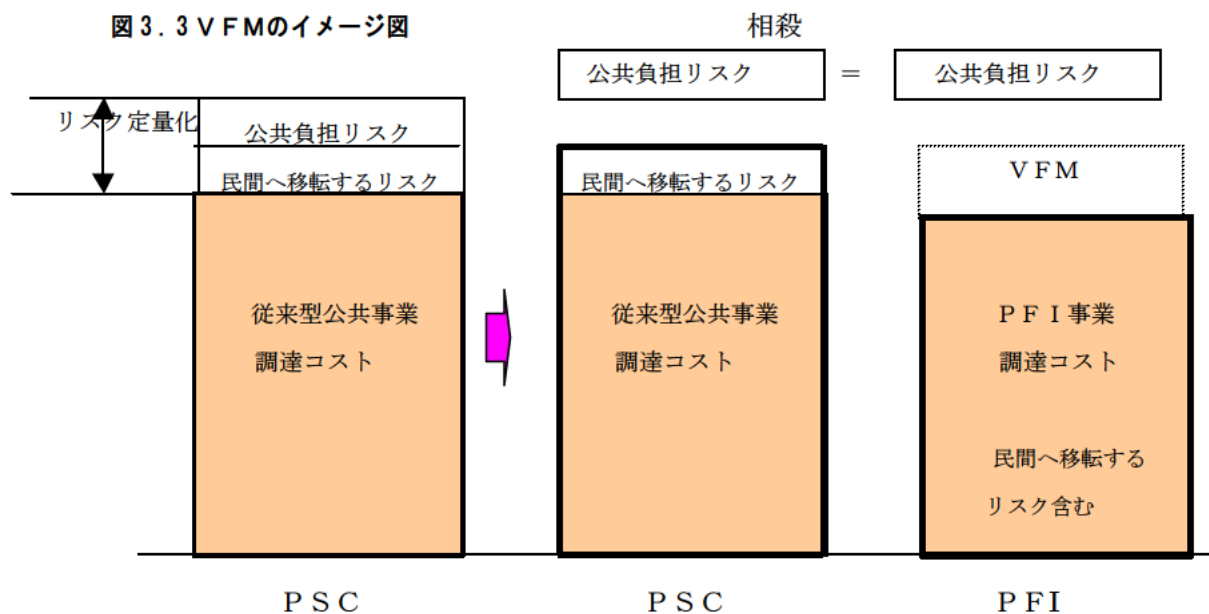 図3.3VFMのイメージ図
相殺
公共負担リスク = 公共負担リスク
リスク定量化
公共負担リスク
民間へ移転するリスク
従来型公共事業
調達コスト
PSC
民間へ移転するリスク
従来型公共事業
調達コスト
PSC
VFM
PFI事業
調達コスト
民間へ移転する
リスク含む
PFI